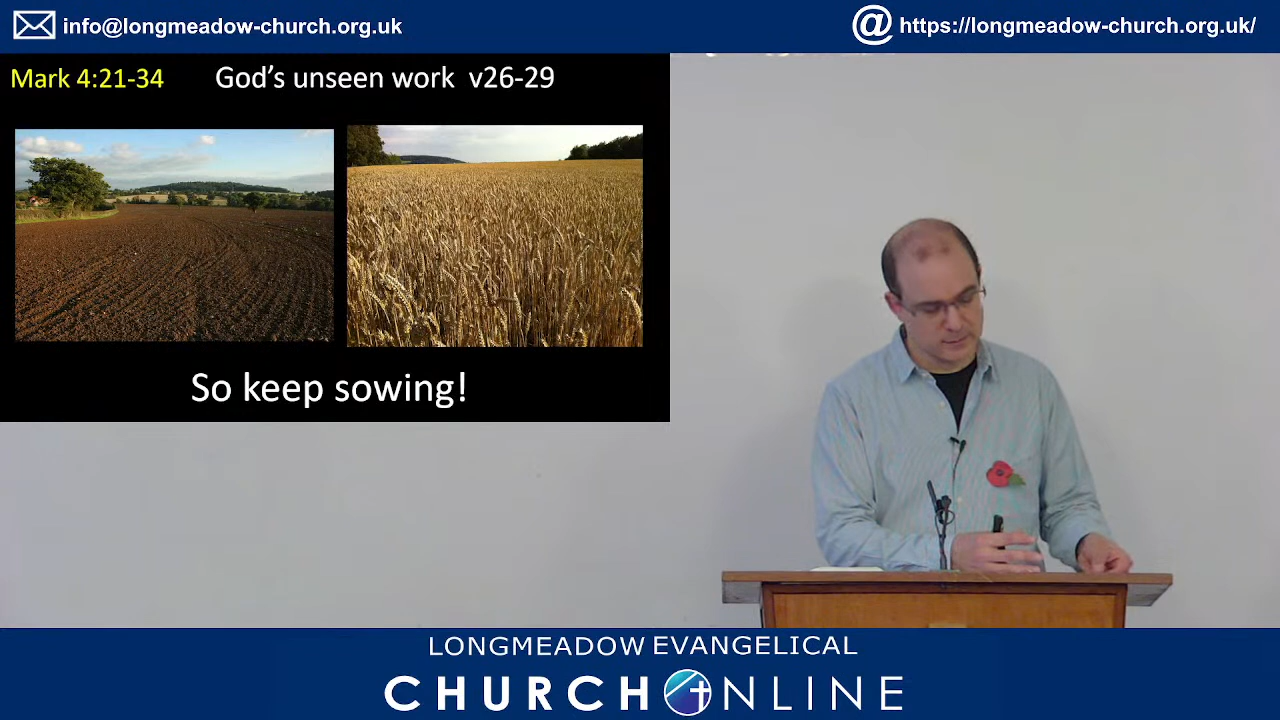 info@longmeadow-church.org.uk
https://longmeadow-church.org.uk/
Mark 4:21-34 God's unseen work v26-29
So keep sowing!
LONGMEADOW EVANGELICAL
CHURCH ONLINE